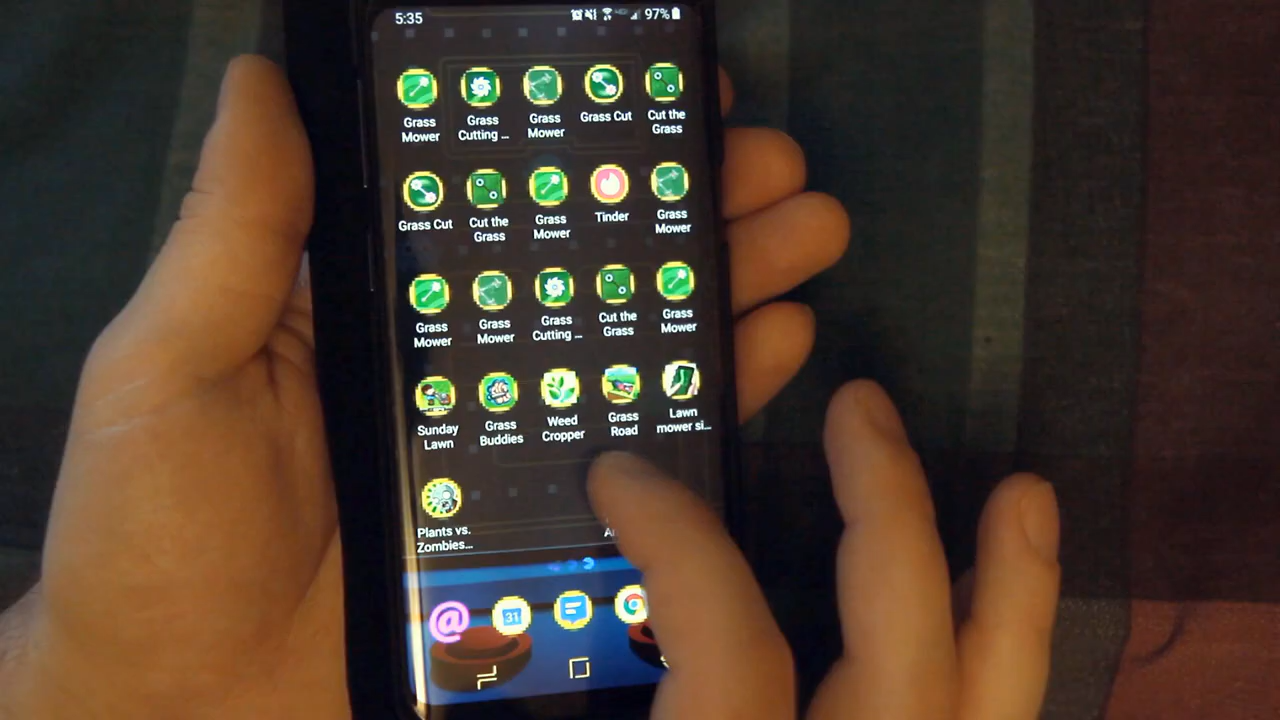 5:35
97%
Grass
Mower
Grass
Cutting ...
Grass
Mower
Grass Cut
Cut the
Grass
Grass Cut
Cut the
Grass
Grass
Mower
Tinder
Grass
Mower
Grass
Mower
Grass
Mower
Grass
Cutting ...
Cut the
Grass
Grass
Mower
Sunday
Lawn
Grass
Buddies
Weed
Cropper
Grass
Road
Lawn
mower si...
Plants vs.
Zombies...
@
31